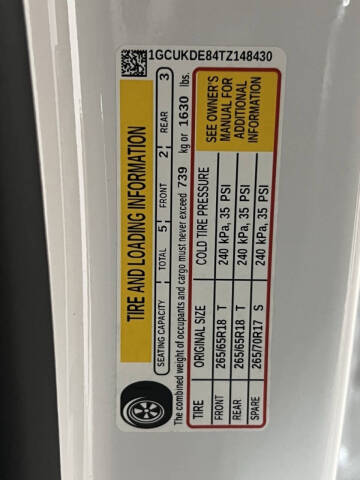 1GCUKDE84TZ148430
TIRE AND LOADING INFORMATION
SEATING CAPACITY TOTAL 5 FRONT 2 REAR 3
The combined weight of occupants and cargo must never exceed 739 kg or 1630 lbs.
TIRE ORIGINAL SIZE COLD TIRE PRESSURE
FRONT 265/65R18 T 240 kPa, 35 PSI
REAR 265/65R18 T 240 kPa, 35 PSI
SPARE 265/70R17 S 240 kPa, 35 PSI
SEE OWNER'S
MANUAL FOR
ADDITIONAL
INFORMATION